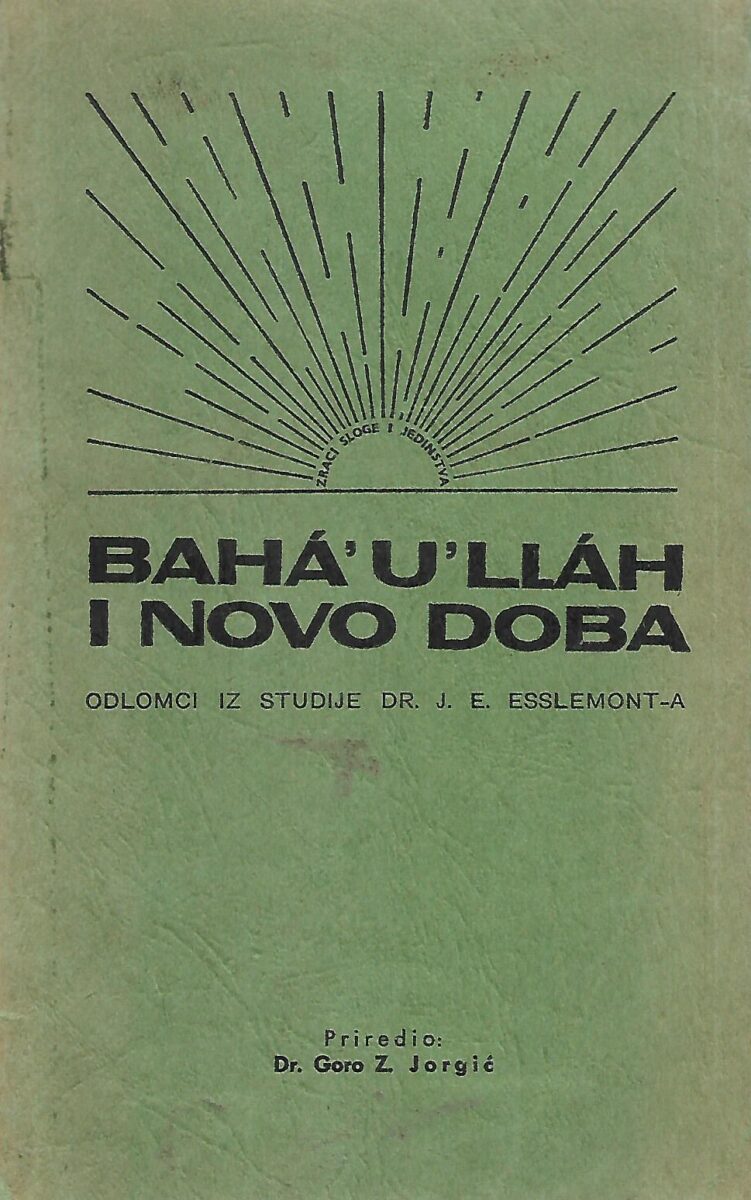 ZRACI SLOGE I JEDINSTVA
BAHÁ'U'LLÁH
I NOVO DOBA
ODLOMCI IZ STUDIJE DR. J. E. ESSLEMONT-A
Priredio:
Dr. Goro Z. Jorgić